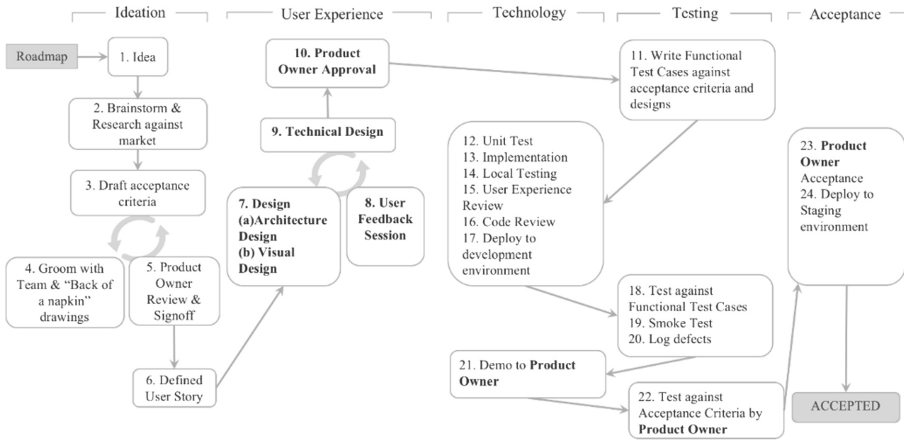 Ideation
User Experience
Technology
Testing
Acceptance
Roadmap
1. Idea
2. Brainstorm &
Research against
market
3. Draft acceptance
criteria
4. Groom with
Team & “Back of
a napkin”
drawings
5. Product
Owner
Review &
Signoff
6. Defined
User Story
7. Design
(a)Architecture
Design
(b) Visual
Design
8. User
Feedback
Session
9. Technical Design
10. Product
Owner Approval
11. Write Functional
Test Cases against
acceptance criteria and
designs
12. Unit Test
13. Implementation
14. Local Testing
15. User Experience
Review
16. Code Review
17. Deploy to
development
environment
18. Test against
Functional Test Cases
19. Smoke Test
20. Log defects
21. Demo to Product
Owner
22. Test against
Acceptance Criteria by
Product Owner
23. Product
Owner
Acceptance
24. Deploy to
Staging
environment
ACCEPTED